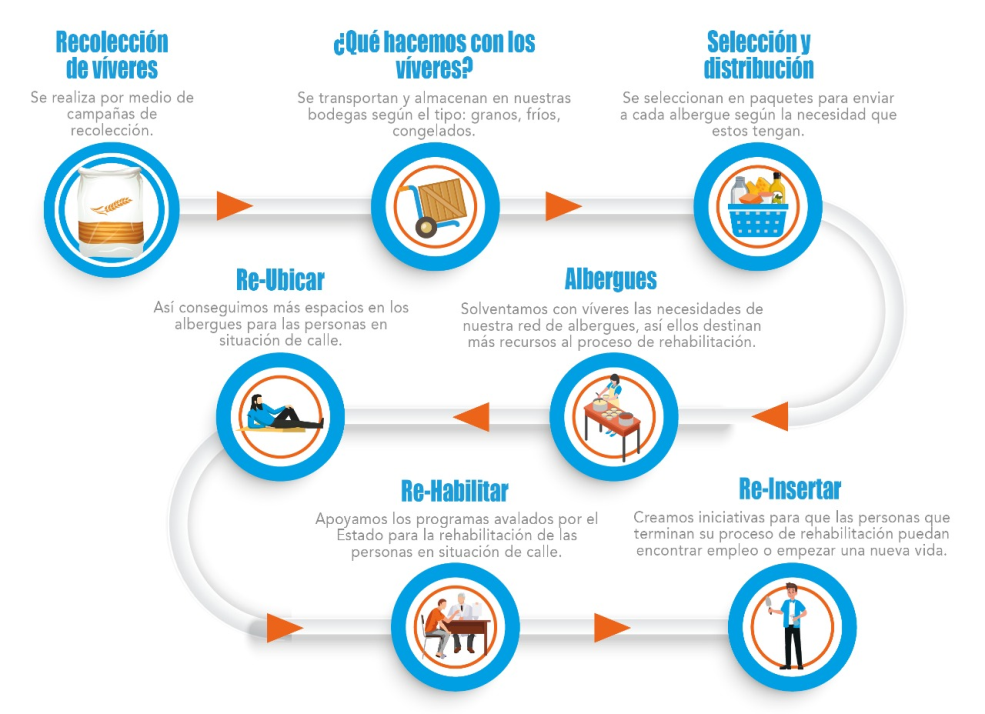 Recolección
de víveres
Se realiza por medio de
campañas de
recolección.
¿Qué hacemos con los
víveres?
Se transportan y almacenan en nuestras
bodegas según el tipo: granos, fríos,
congelados.
Selección y
distribución
Se seleccionan en paquetes para enviar
a cada albergue según la necesidad que
estos tengan.
Albergues
Solventamos con víveres las necesidades de
nuestra red de albergues, así ellos destinan
más recursos al proceso de rehabilitación.
Re-Ubicar
Así conseguimos más espacios en los
albergues para las personas en
situación de calle.
Re-Habilitar
Apoyamos los programas avalados por el
Estado para la rehabilitación de las
personas en situación de calle.
Re-Insertar
Creamos iniciativas para que las personas que
terminan su proceso de rehabilitación puedan
encontrar empleo o empezar una nueva vida.